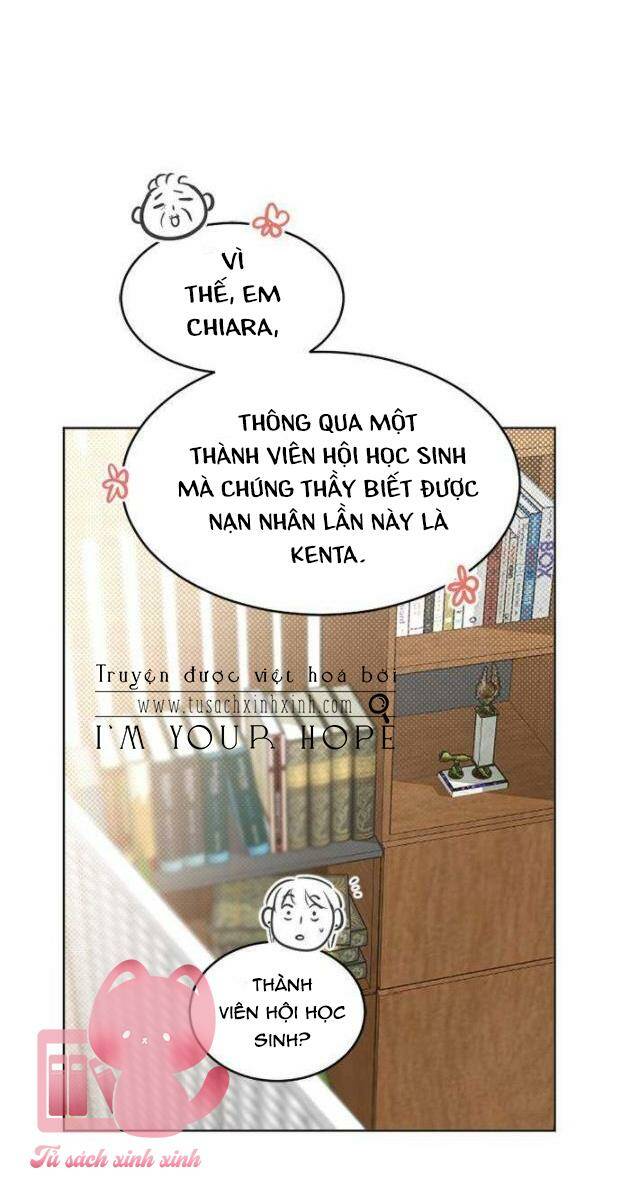 VÌ
THẾ, EM
CHIARA,
THÔNG QUA MỘT
THÀNH VIÊN HỘI HỌC SINH
MÀ CHÚNG THẦY BIẾT ĐƯỢC
NẠN NHÂN LẦN NÀY LÀ
KENTA.
BOX
Truyện được việt hoá bởi
www.tusachxinhxinh.com
I'M YOUR HOPE
THÀNH
VIÊN HỘI HỌC
SINH?
Tủ sách xinh xinh